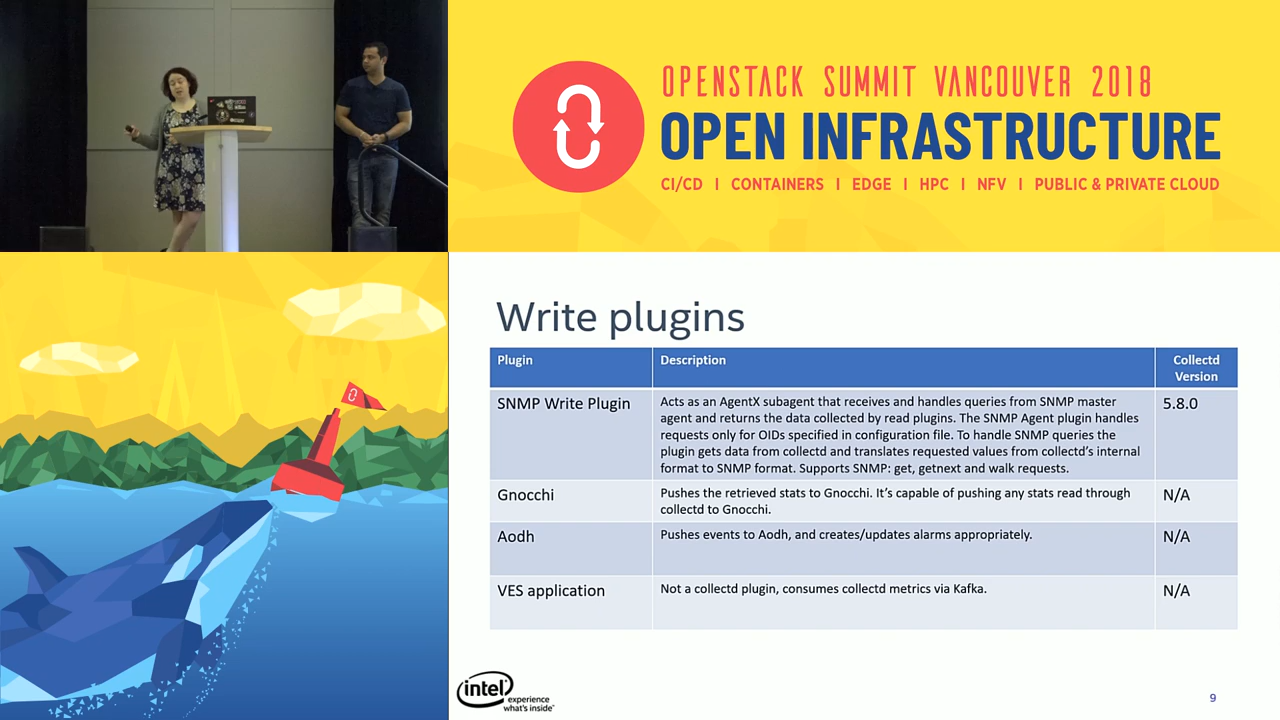 OPENSTACK SUMMIT VANCOUVER 2018
OPEN INFRASTRUCTURE
CI/CD | CONTAINERS | EDGE | HPC | NFV | PUBLIC & PRIVATE CLOUD
Write plugins
Plugin
Description
Collectd
Version
SNMP Write Plugin
Acts as an AgentX subagent that receives and handles queries from SNMP master
agent and returns the data collected by read plugins. The SNMP Agent plugin handles
requests only for OIDs specified in configuration file. To handle SNMP queries the
plugin gets data from collectd and translates requested values from collectd's internal
format to SNMP format. Supports SNMP: get, getnext and walk requests.
5.8.0
Gnocchi
Pushes the retrieved stats to Gnocchi. It's capable of pushing any stats read through
collectd to Gnocchi.
N/A
Aodh
Pushes events to Aodh, and creates/updates alarms appropriately.
N/A
VES application
Not a collectd plugin, consumes collectd metrics via Kafka.
N/A
intel
experience
what's inside™
9